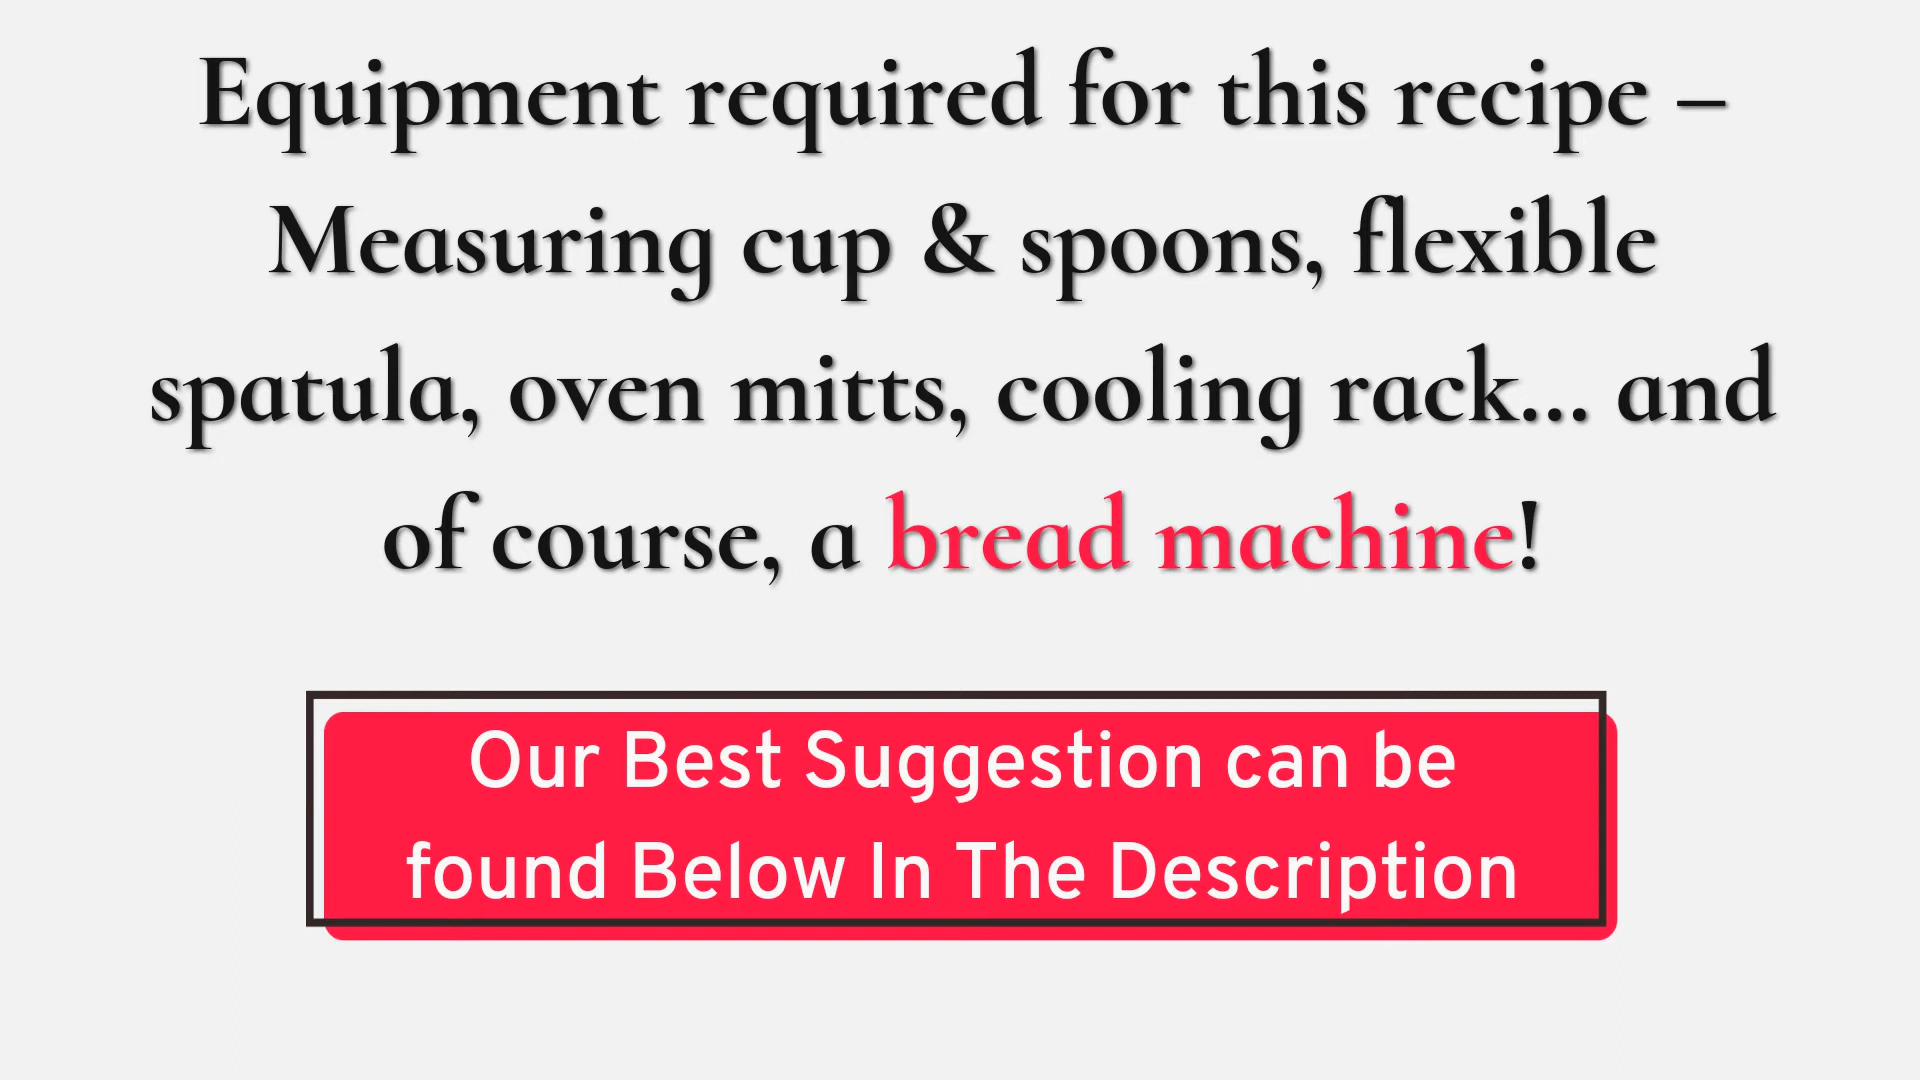 Equipment required for this recipe –
Measuring cup & spoons, flexible
spatula, oven mitts, cooling rack... and
of course, a bread machine!
Our Best Suggestion can be
found Below In The Description